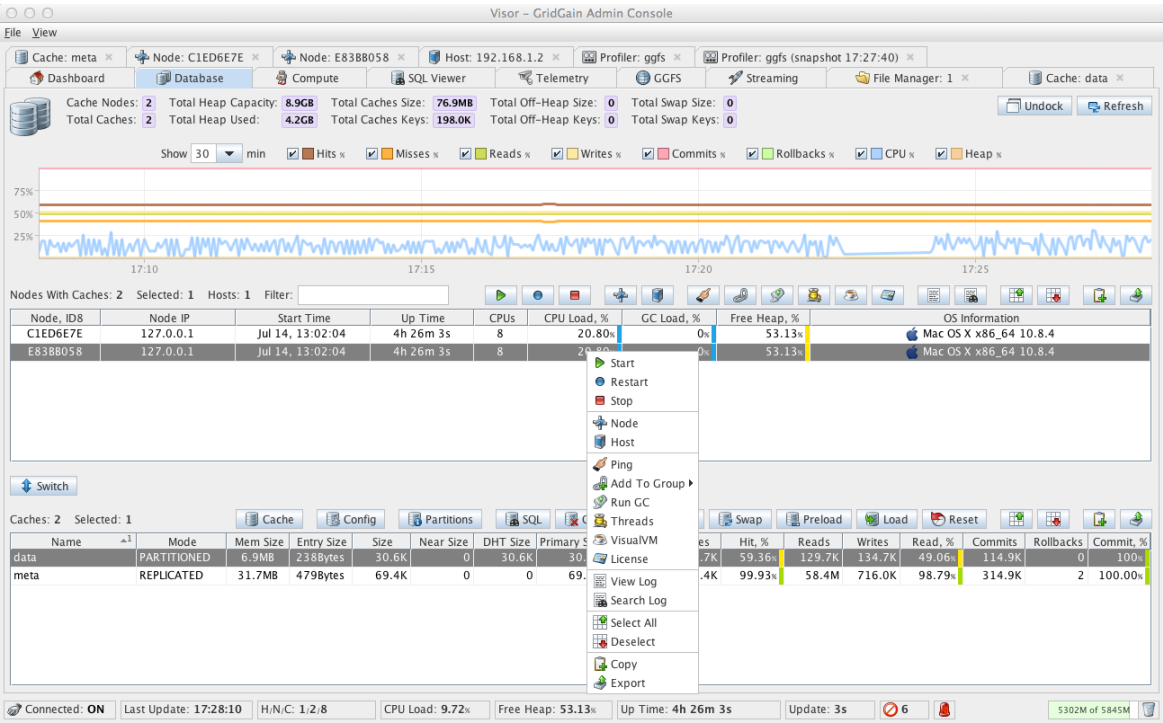 Visor – GridGain Admin Console
File View
Cache: meta × Node: C1ED6E7E × Node: E83BB058 × Host: 192.168.1.2 × Profiler: ggfs × Profiler: ggfs (snapshot 17:27:40) ×
Dashboard Database Compute SQL Viewer Telemetry GGFS Streaming File Manager: 1 × Cache: data ×
Cache Nodes: 2 Total Heap Capacity: 8.9GB Total Caches Size: 76.9MB Total Off-Heap Size: 0 Total Swap Size: 0 Undock Refresh
Total Caches: 2 Total Heap Used: 4.2GB Total Caches Keys: 198.0K Total Off-Heap Keys: 0 Total Swap Keys: 0
Show 30 min Hits % Misses % Reads % Writes % Commits % Rollbacks % CPU % Heap %
75%
50%
25%
17:10 17:15 17:20 17:25
Nodes With Caches: 2 Selected: 1 Hosts: 1 Filter:
Node, ID8 Node IP Start Time Up Time CPUs CPU Load, % GC Load, % Free Heap, % OS Information
C1ED6E7E 127.0.0.1 Jul 14, 13:02:04 4h 26m 3s 8 20.80% 0% 53.13% Mac OS X x86_64 10.8.4
E83BB058 127.0.0.1 Jul 14, 13:02:04 4h 26m 3s 8 20.80 0% 53.13% Mac OS X x86_64 10.8.4
Start
Restart
Stop
Node
Host
Ping
Add To Group
Run GC
Threads
VisualVM
License
View Log
Search Log
Select All
Deselect
Copy
Export
Switch
Caches: 2 Selected: 1 Cache Config Partitions SQL Swap Preload Load Reset
Name 1 Mode Mem Size Entry Size Size Near Size DHT Size Primary S es Hit, % Reads Writes Read, % Commits Rollbacks Commit, %
data PARTITIONED 6.9MB 238Bytes 30.6K 0 30.6K 30. .7K 59.36% 129.7K 134.7K 49.06% 114.9K 0 100%
meta REPLICATED 31.7MB 479Bytes 69.4K 0 0 69. .4K 99.93% 58.4M 716.0K 98.79% 314.9K 2 100.00%
Connected: ON Last Update: 17:28:10 H/N/C: 1/2/8 CPU Load: 9.72% Free Heap: 53.13% Up Time: 4h 26m 3s Update: 3s 6 5302M of 5845M